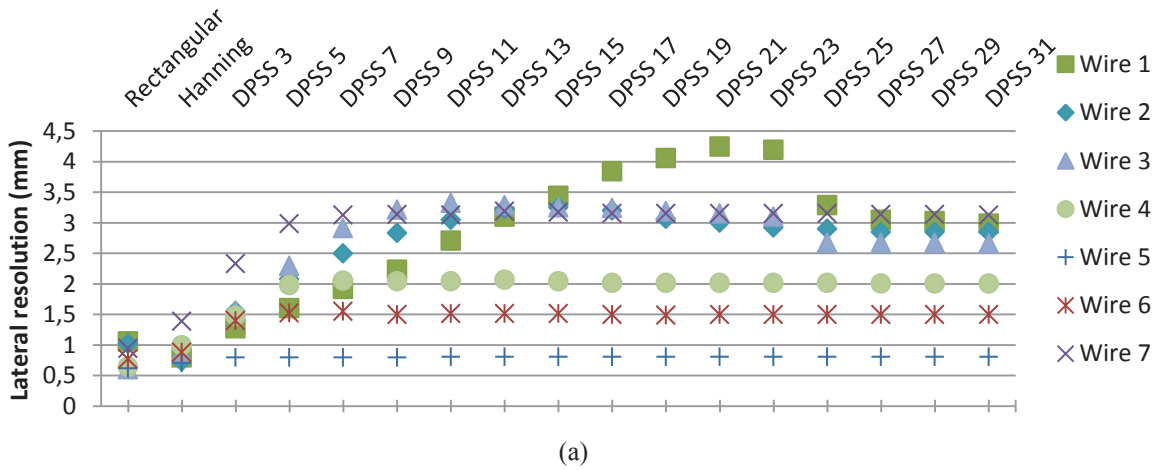 Rectangular
Hanning
DPSS 3
DPSS 5
DPSS 7
DPSS 9
DPSS 11
DPSS 13
DPSS 15
DPSS 17
DPSS 19
DPSS 21
DPSS 23
DPSS 25
DPSS 27
DPSS 29
DPSS 31
Lateral resolution (mm)
4,5
4
3,5
3
2,5
2
1,5
1
0,5
0
Wire 1
Wire 2
Wire 3
Wire 4
Wire 5
Wire 6
Wire 7
(a)